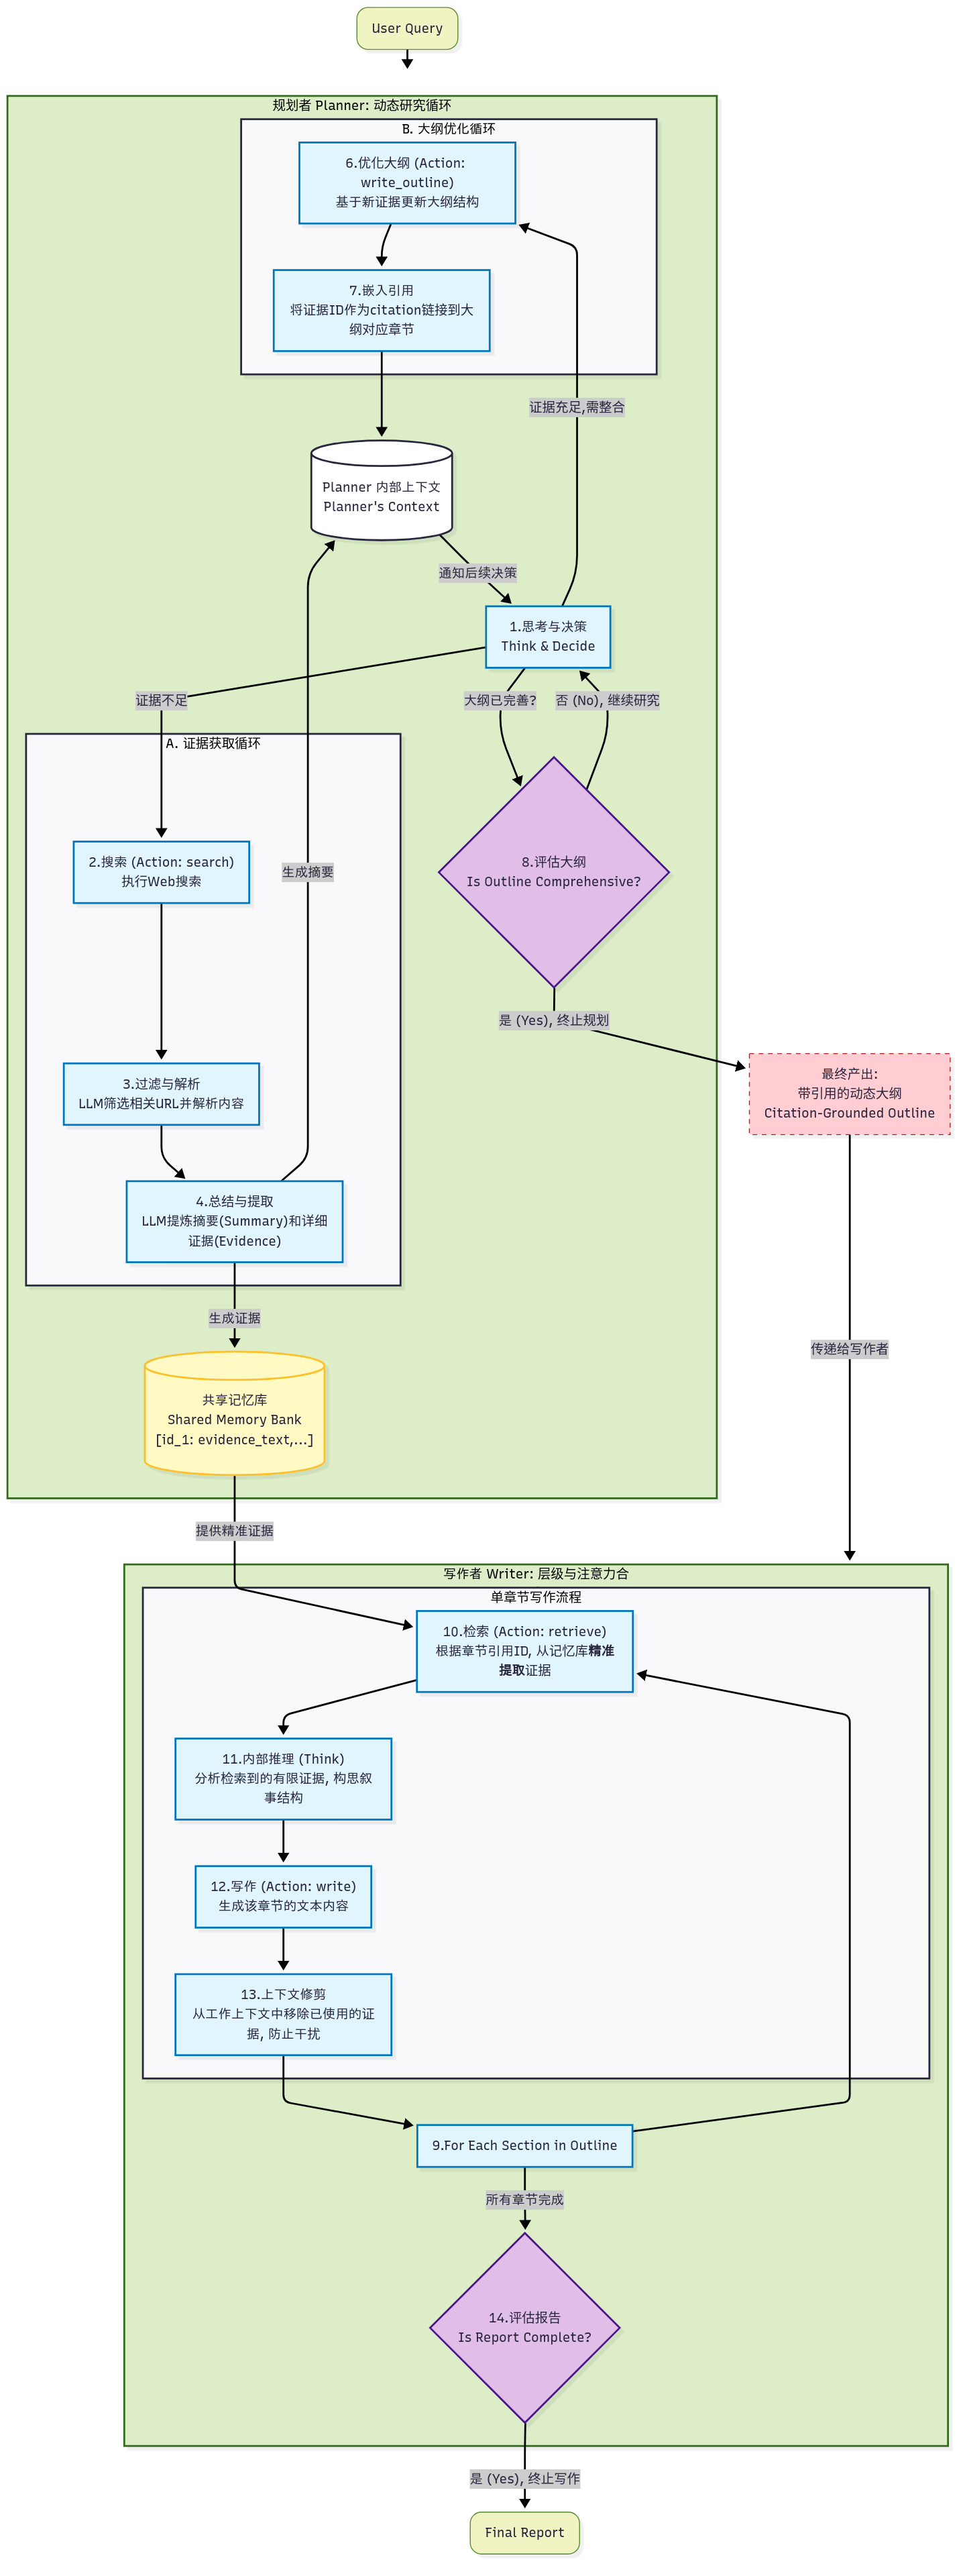 User Query
规划者 Planner: 动态研究循环
B. 大纲优化循环
6.优化大纲 (Action:
write_outline)
基于新证据更新大纲结构
7.嵌入引用
将证据ID作为citation链接到大
纲对应章节
证据充足,需整合
Planner 内部上下文
Planner's Context
通知后续决策
1.思考与决策
Think & Decide
证据不足
大纲已完善?
否 (No), 继续研究
A. 证据获取循环
2.搜索 (Action: search)
执行Web搜索
生成摘要
8.评估大纲
Is Outline Comprehensive?
是 (Yes), 终止规划
3.过滤与解析
LLM筛选相关URL并解析内容
最终产出:
带引用的动态大纲
Citation-Grounded Outline
4.总结与提取
LLM提炼摘要(Summary)和详细
证据(Evidence)
生成证据
传递给写作者
共享记忆库
Shared Memory Bank
[id_1: evidence_text,...]
提供精准证据
写作者 Writer: 层级与注意力合
单章节写作流程
10.检索 (Action: retrieve)
根据章节引用ID, 从记忆库精准
提取证据
11.内部推理 (Think)
分析检索到的有限证据, 构思叙
事结构
12.写作 (Action: write)
生成该章节的文本内容
13.上下文修剪
从工作上下文中移除已使用的证
据, 防止干扰
9.For Each Section in Outline
所有章节完成
14.评估报告
Is Report Complete?
是 (Yes), 终止写作
Final Report